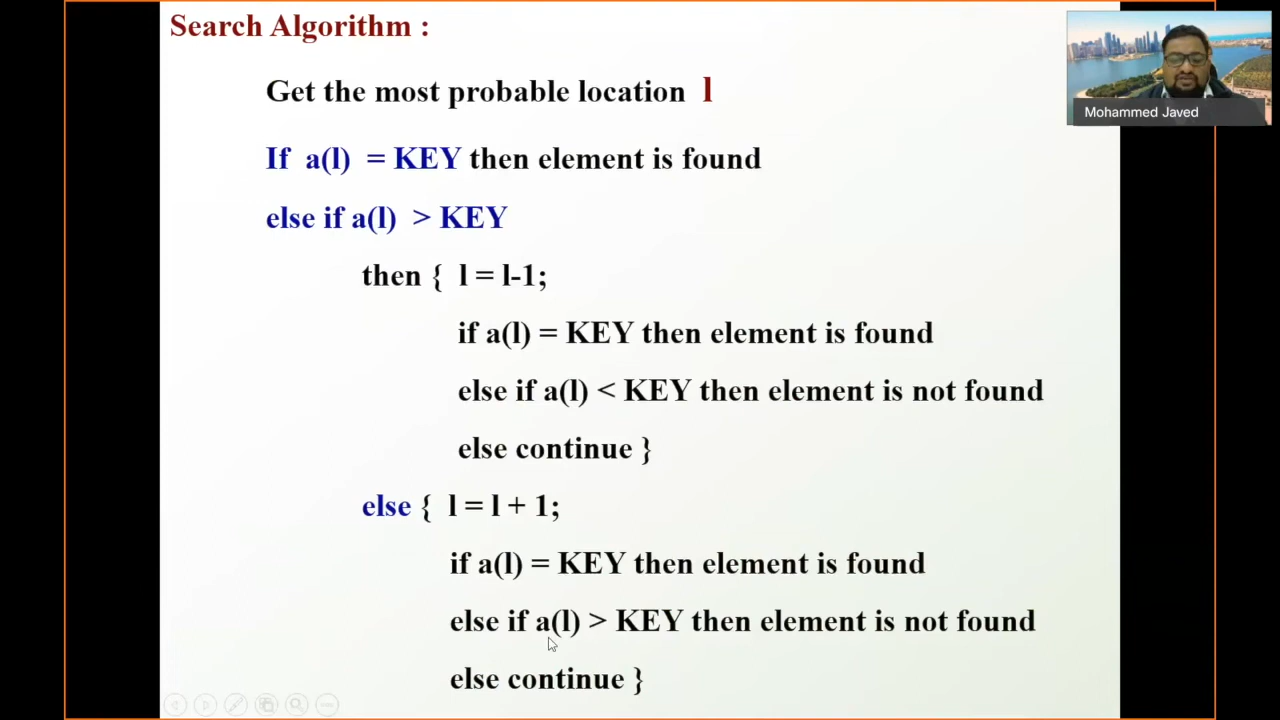 Search Algorithm :
Get the most probable location l
If a(l) = KEY then element is found
else if a(l) > KEY
then { l = l-1;
if a(l) = KEY then element is found
else if a(l) < KEY then element is not found
else continue }
else { l = l + 1;
if a(l) = KEY then element is found
else if a(l) > KEY then element is not found
else continue }
Mohammed Javed